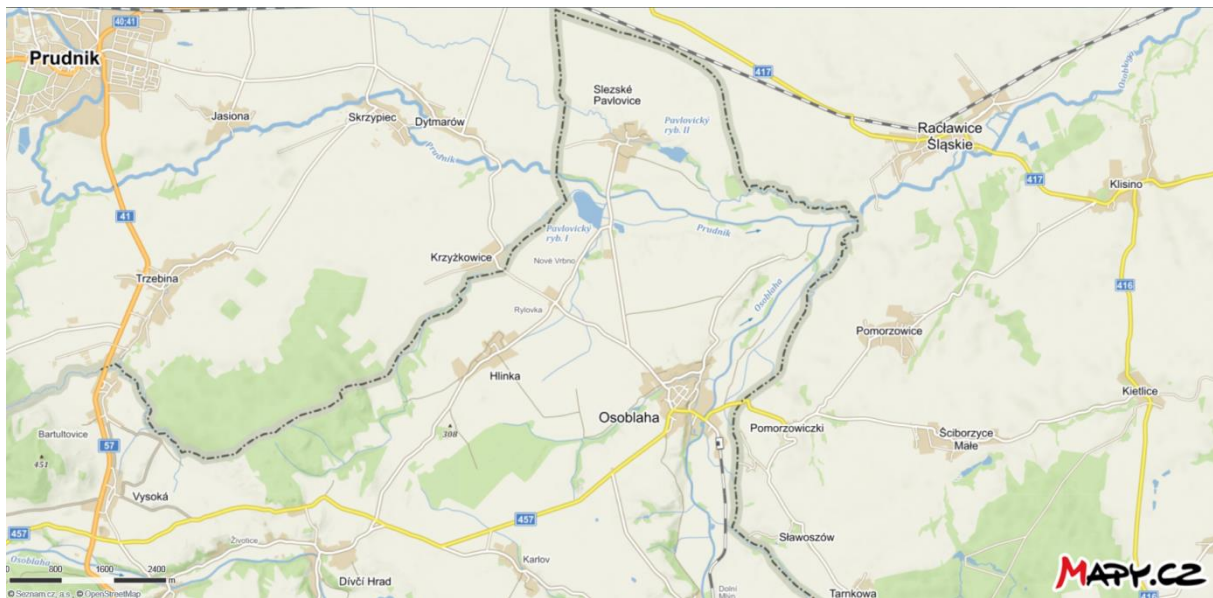 40;41
Prudnik
417
Osobłoga
Slezské
Pavlovice
Pavlovický
ryb. II
Jasiona
Skrzypiec
Dytmarów
Racławice
Śląskie
Prudnik
417
Klisino
41
Pavlovický
ryb. I
Prudnik
Krzyżkowice
Nové Vrbno
Trzebina
Osoblaha
416
Rylovka
Pomorzowice
Hlinka
Kietlice
Osoblaha
Bartultovice
398
Pomorzowiczki
Ściborzyce
Małe
57
451
Vysoká
457
457
Sławoszów
Životice
Osoblaha
Karlov
0 800 1600 2400 m
Dívčí Hrad
Dolní
Mlýn
Tarnkowa
416
© Seznam.cz, a.s., © OpenStreetMap
MAPY.CZ